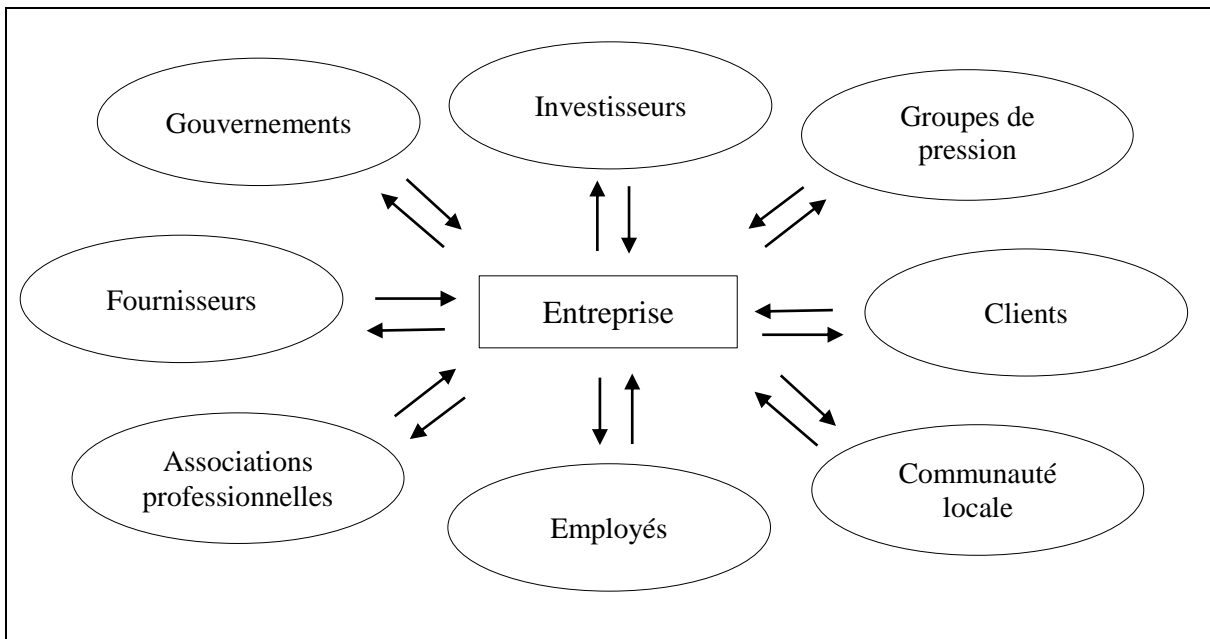 Gouvernements
Investisseurs
Groupes de
pression
Fournisseurs
Entreprise
Clients
Associations
professionnelles
Employés
Communauté
locale